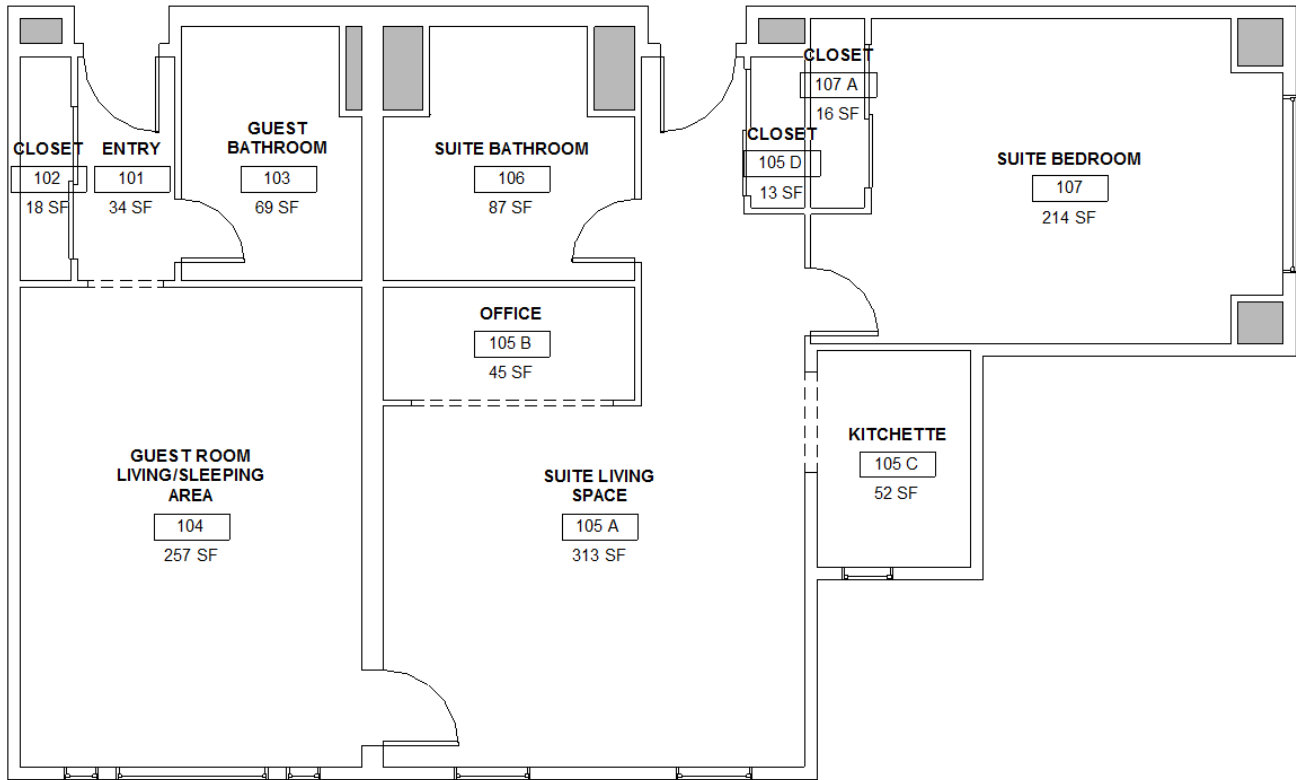 CLOSET
102
18 SF
ENTRY
101
34 SF
GUEST
BATHROOM
103
69 SF
SUITE BATHROOM
106
87 SF
CLOSET
107 A
16 SF
CLOSET
105 D
13 SF
SUITE BEDROOM
107
214 SF
OFFICE
105 B
45 SF
GUEST ROOM
LIVING/SLEEPING
AREA
104
257 SF
SUITE LIVING
SPACE
105 A
313 SF
KITCHETTE
105 C
52 SF